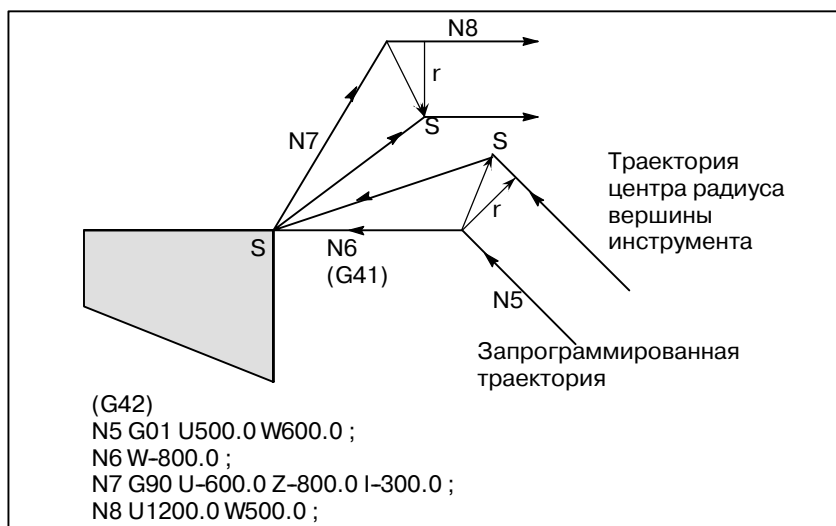 N8
r
N7
S
S
Траектория
центра радиуса
вершины
инструмента
r
S
N6
(G41)
N5
Запрограммированная
траектория
(G42)
N5 G01 U500.0 W600.0 ;
N6 W-800.0 ;
N7 G90 U-600.0 Z-800.0 I-300.0 ;
N8 U1200.0 W500.0 ;